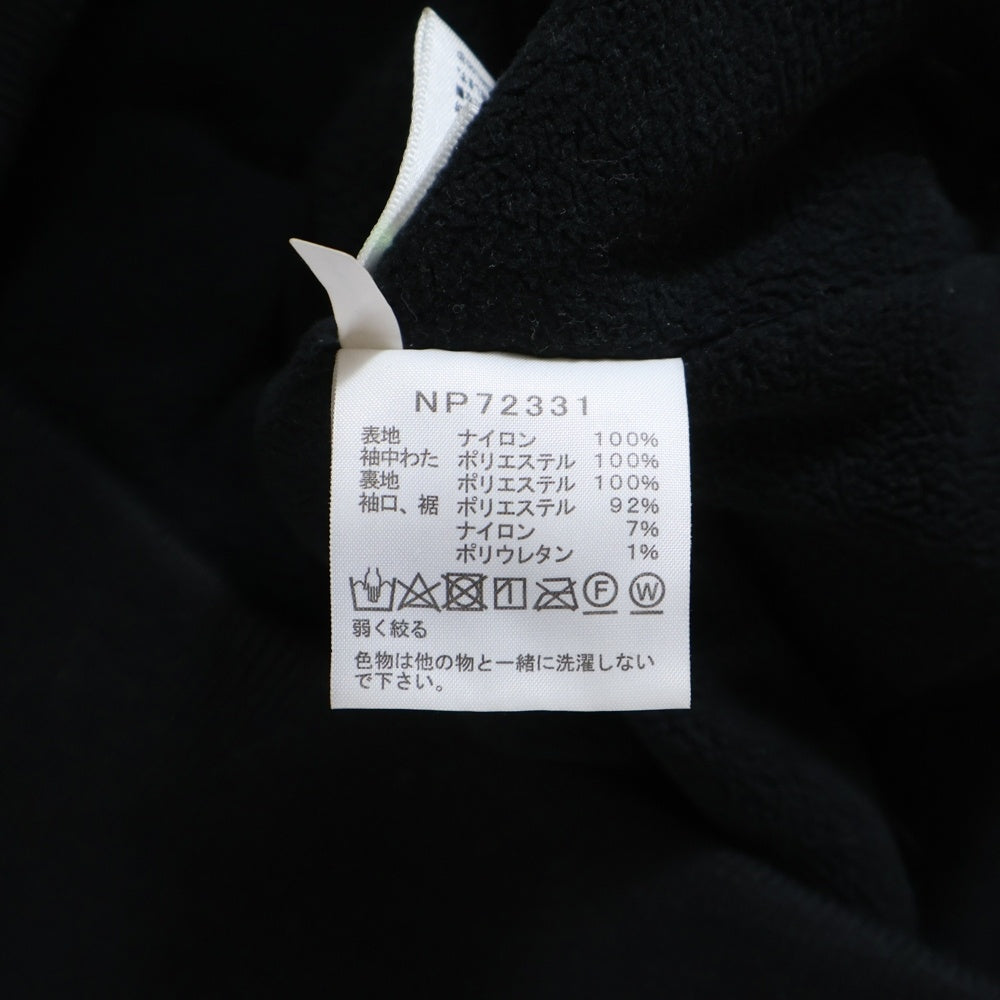 NP72331
表地 ナイロン 100%
袖中わた ポリエステル 100%
裏地 ポリエステル 100%
袖口、裾 ポリエステル 92%
ナイロン 7%
ポリウレタン 1%
F W
弱く絞る
色物は他の物と一緒に洗濯しない
で下さい。